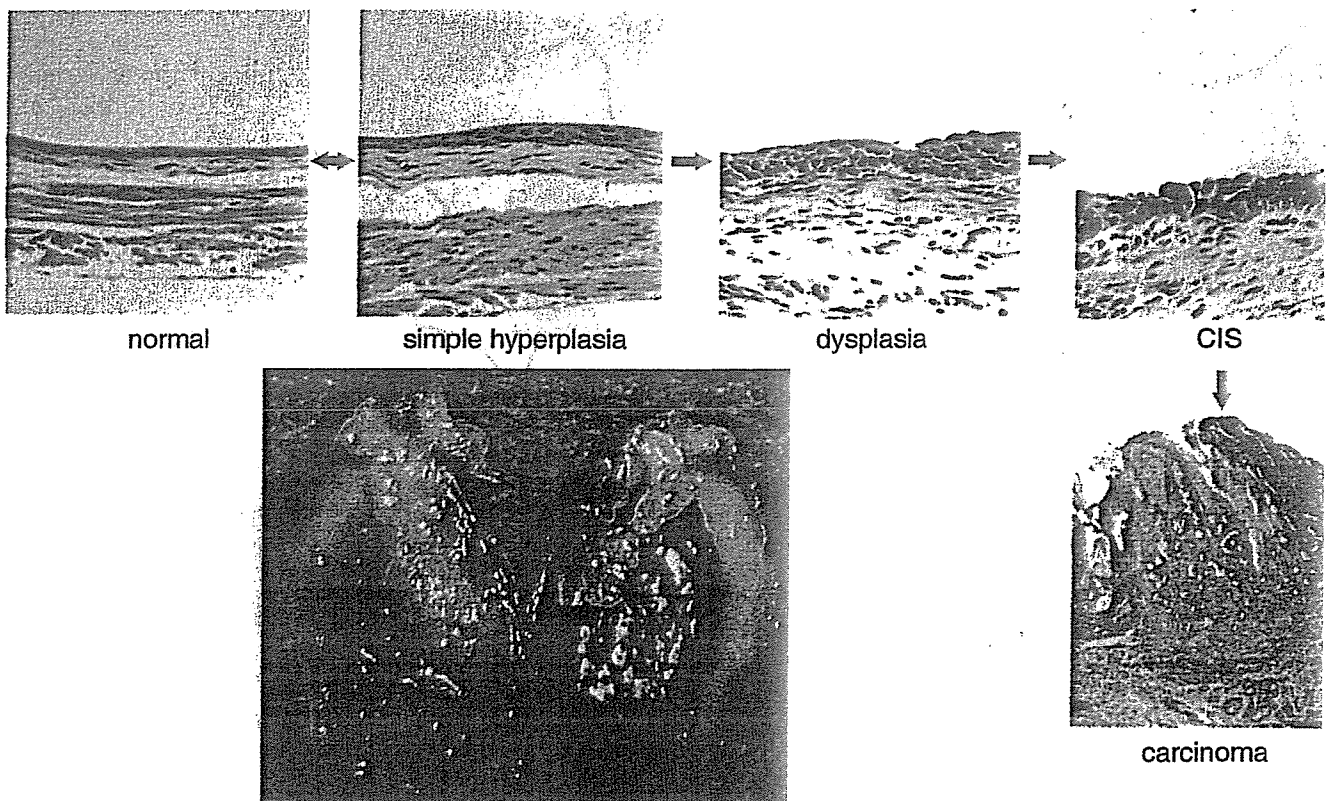 normal
simple hyperplasia
dysplasia
CIS
carcinoma